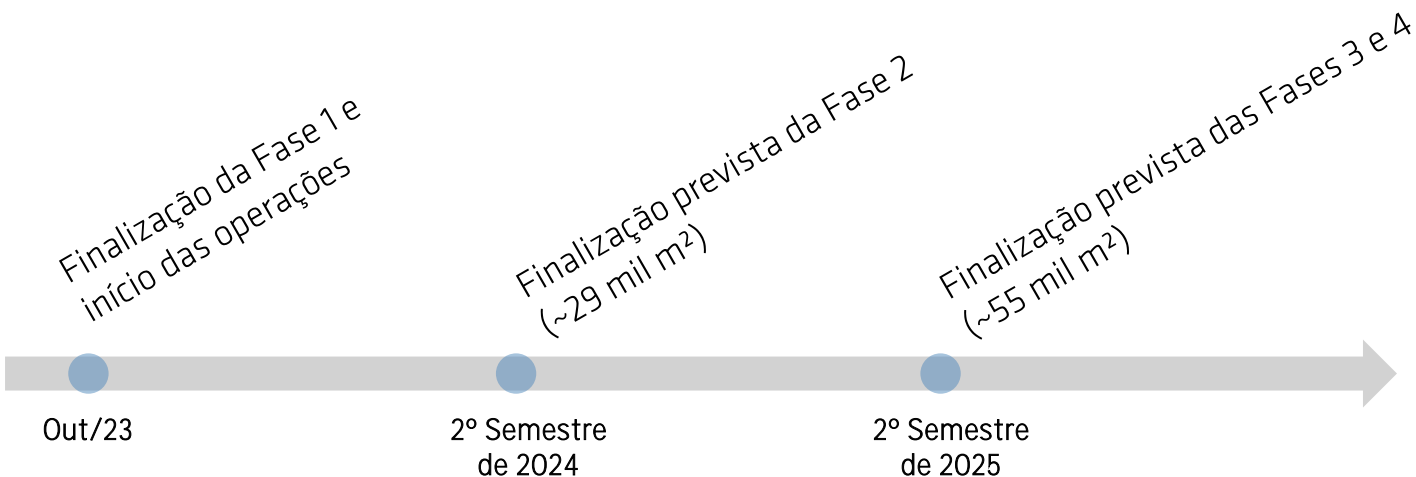 Finalização da Fase 1 e
início das operações
Finalização prevista da Fase 2
(~29 mil m²)
Finalização prevista das Fases 3 e 4
(~55 mil m²)
Out/23
2º Semestre
de 2024
2º Semestre
de 2025